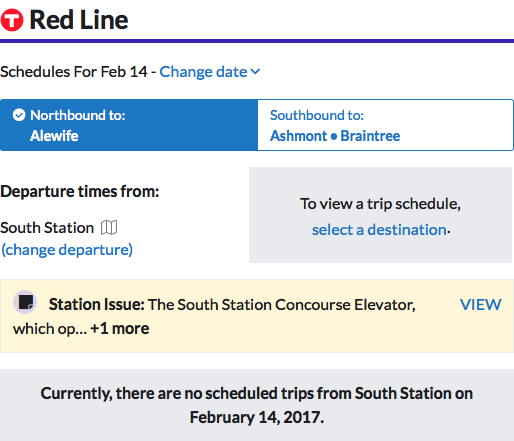 T Red Line
Schedules For Feb 14 - Change date
Northbound to:
Alewife
Southbound to:
Ashmont • Braintree
Departure times from:
South Station
(change departure)
To view a trip schedule,
select a destination.
Station Issue: The South Station Concourse Elevator,
which op... +1 more
VIEW
Currently, there are no scheduled trips from South Station on
February 14, 2017.